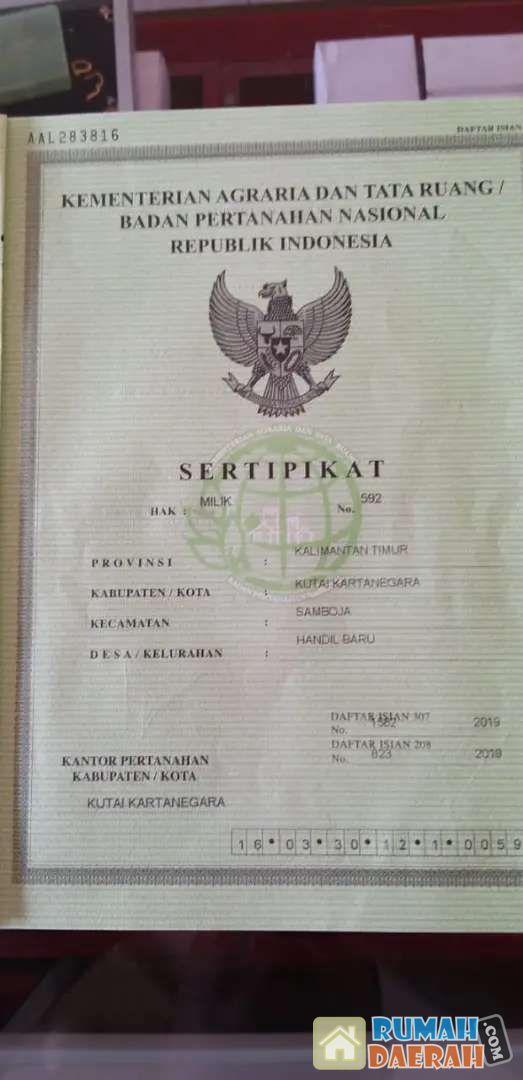 AAL283816
DAFTAR ISIAN
KEMENTERIAN AGRARIA DAN TATA RUANG /
BADAN PERTANAHAN NASIONAL
REPUBLIK INDONESIA
SERTIPIKAT
HAK : MILIK No. 592
PROVINSI : KALIMANTAN TIMUR
KABUPATEN / KOTA : KUTAI KARTANEGARA
KECAMATAN : SAMBOJA
DESA / KELURAHAN : HANDIL BARU
DAFTAR ISIAN 307
No. 2019
DAFTAR ISIAN 208
No. 823 2019
KANTOR PERTANAHAN
KABUPATEN / KOTA
KUTAI KARTANEGARA
16•03•30•12•1•0059
RUMAH
DAERAH
.COM